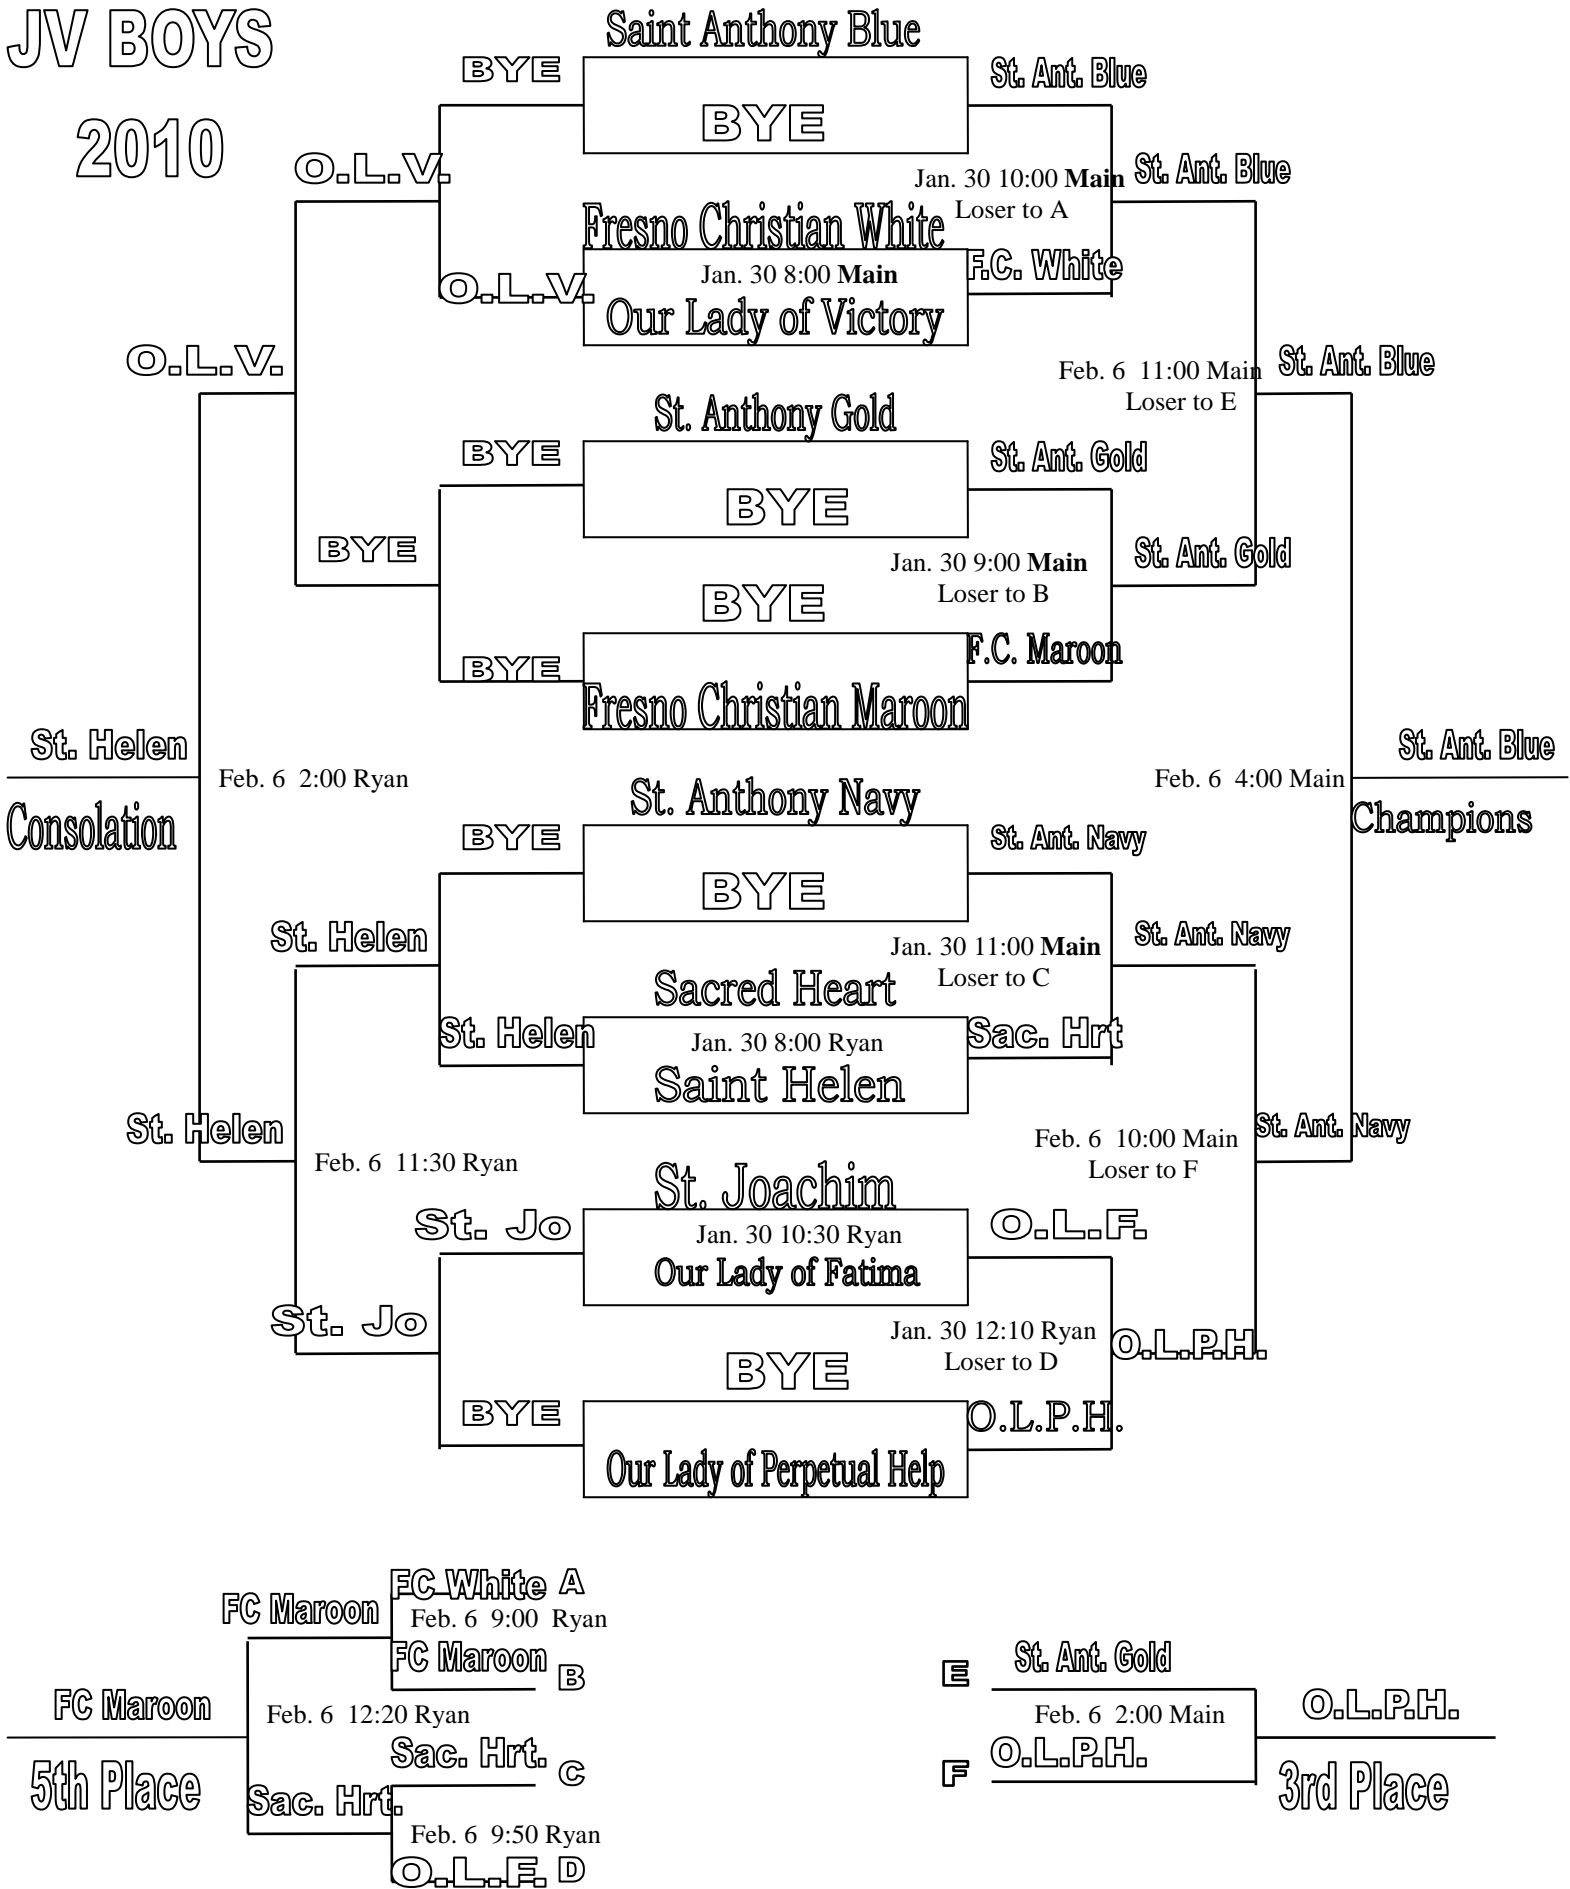 JV BOYS
2010
Saint Anthony Blue
BYE
St. Ant. Blue
BYE
O.L.V.
Jan. 30 10:00 Main
Loser to A
St. Ant. Blue
Fresno Christian White
O.L.V.
Jan. 30 8:00 Main
F.C. White
Our Lady of Victory
O.L.V.
Feb. 6 11:00 Main
Loser to E
St. Ant. Blue
St. Anthony Gold
BYE
St. Ant. Gold
BYE
BYE
Jan. 30 9:00 Main
Loser to B
St. Ant. Gold
BYE
BYE
F.C. Maroon
Fresno Christian Maroon
St. Helen
Feb. 6 2:00 Ryan
Consolation
St. Ant. Blue
Feb. 6 4:00 Main
Champions
St. Anthony Navy
BYE
St. Ant. Navy
BYE
St. Helen
Jan. 30 11:00 Main
Loser to C
St. Ant. Navy
Sacred Heart
St. Helen
Jan. 30 8:00 Ryan
Sac. Hrt
Saint Helen
St. Helen
Feb. 6 11:30 Ryan
Feb. 6 10:00 Main
Loser to F
St. Ant. Navy
St. Joachim
St. Jo
Jan. 30 10:30 Ryan
O.L.F.
Our Lady of Fatima
St. Jo
Jan. 30 12:10 Ryan
Loser to D
O.L.P.H.
BYE
BYE
O.L.P.H.
Our Lady of Perpetual Help
FC White A
FC Maroon
Feb. 6 9:00 Ryan
FC Maroon B
FC Maroon
Feb. 6 12:20 Ryan
5th Place
Sac. Hrt. C
Sac. Hrt.
Feb. 6 9:50 Ryan
O.L.F. D
E St. Ant. Gold
Feb. 6 2:00 Main
O.L.P.H.
F O.L.P.H.
3rd Place